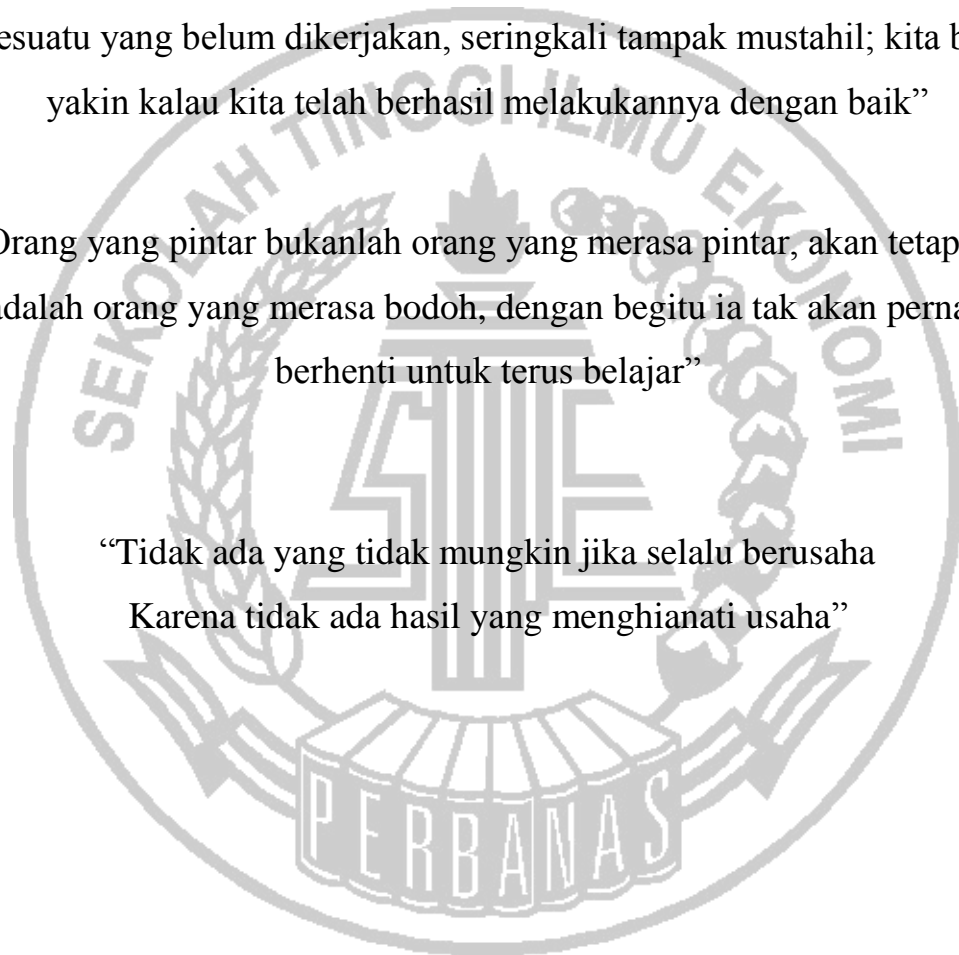 esuatu yang belum dikerjakan, seringkali tampak mustahil; kita b
yakin kalau kita telah berhasil melakukannya dengan baik”
Orang yang pintar bukanlah orang yang merasa pintar, akan tetap
adalah orang yang merasa bodoh, dengan begitu ia tak akan perna
berhenti untuk terus belajar”
“Tidak ada yang tidak mungkin jika selalu berusaha
Karena tidak ada hasil yang menghianati usaha”
SEKOLAH TINGGI ILMU EKONOMI
PERBANAS